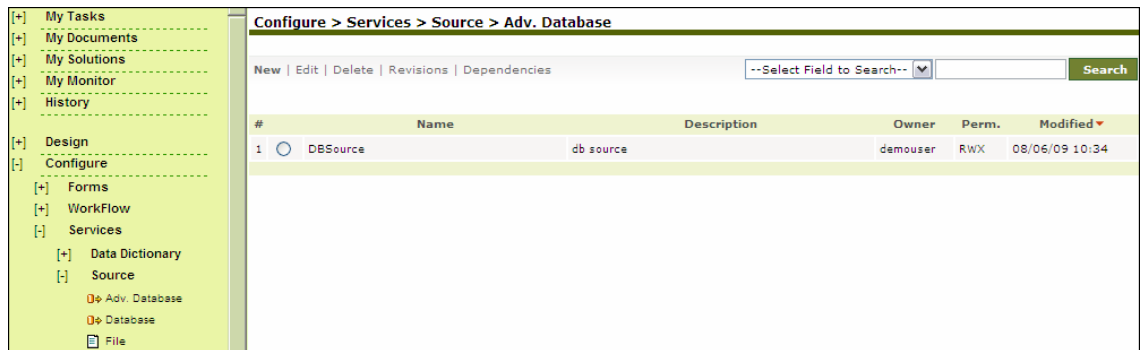 [+] My Tasks
[+] My Documents
[+] My Solutions
[+] My Monitor
[+] History
[+] Design
[-] Configure
[+] Forms
[+] WorkFlow
[-] Services
[+] Data Dictionary
[-] Source
Adv. Database
Database
File
Configure > Services > Source > Adv. Database
New | Edit | Delete | Revisions | Dependencies --Select Field to Search-- Search
# Name Description Owner Perm. Modified
1 DBSource db source demouser RWX 08/06/09 10:34